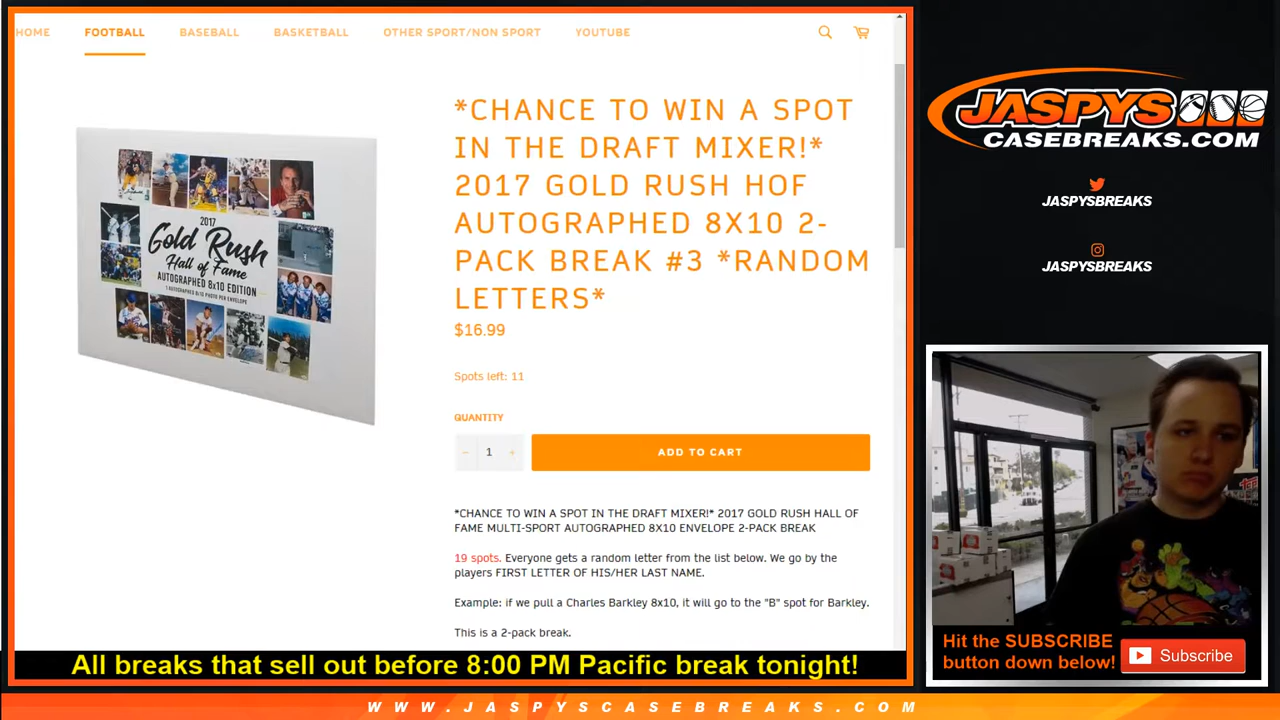 HOME FOOTBALL BASEBALL BASKETBALL OTHER SPORT/NON SPORT YOUTUBE
2017
Gold Rush
Hall of Fame
AUTOGRAPHED 8x10 EDITION
1 AUTOGRAPHED 8x10 PHOTO PER ENVELOPE
*CHANCE TO WIN A SPOT
IN THE DRAFT MIXER!*
2017 GOLD RUSH HOF
AUTOGRAPHED 8X10 2-
PACK BREAK #3 *RANDOM
LETTERS*
$16.99
Spots left: 11
QUANTITY
− 1 +
ADD TO CART
*CHANCE TO WIN A SPOT IN THE DRAFT MIXER!* 2017 GOLD RUSH HALL OF
FAME MULTI-SPORT AUTOGRAPHED 8X10 ENVELOPE 2-PACK BREAK
19 spots. Everyone gets a random letter from the list below. We go by the
players FIRST LETTER OF HIS/HER LAST NAME.
Example: if we pull a Charles Barkley 8x10, it will go to the "B" spot for Barkley.
This is a 2-pack break.
All breaks that sell out before 8:00 PM Pacific break tonight!
JASPYS
CASEBREAKS.COM
JASPYSBREAKS
JASPYSBREAKS
Hit the SUBSCRIBE
button down below!
Subscribe
WWW.JASPYSCASEBREAKS.COM